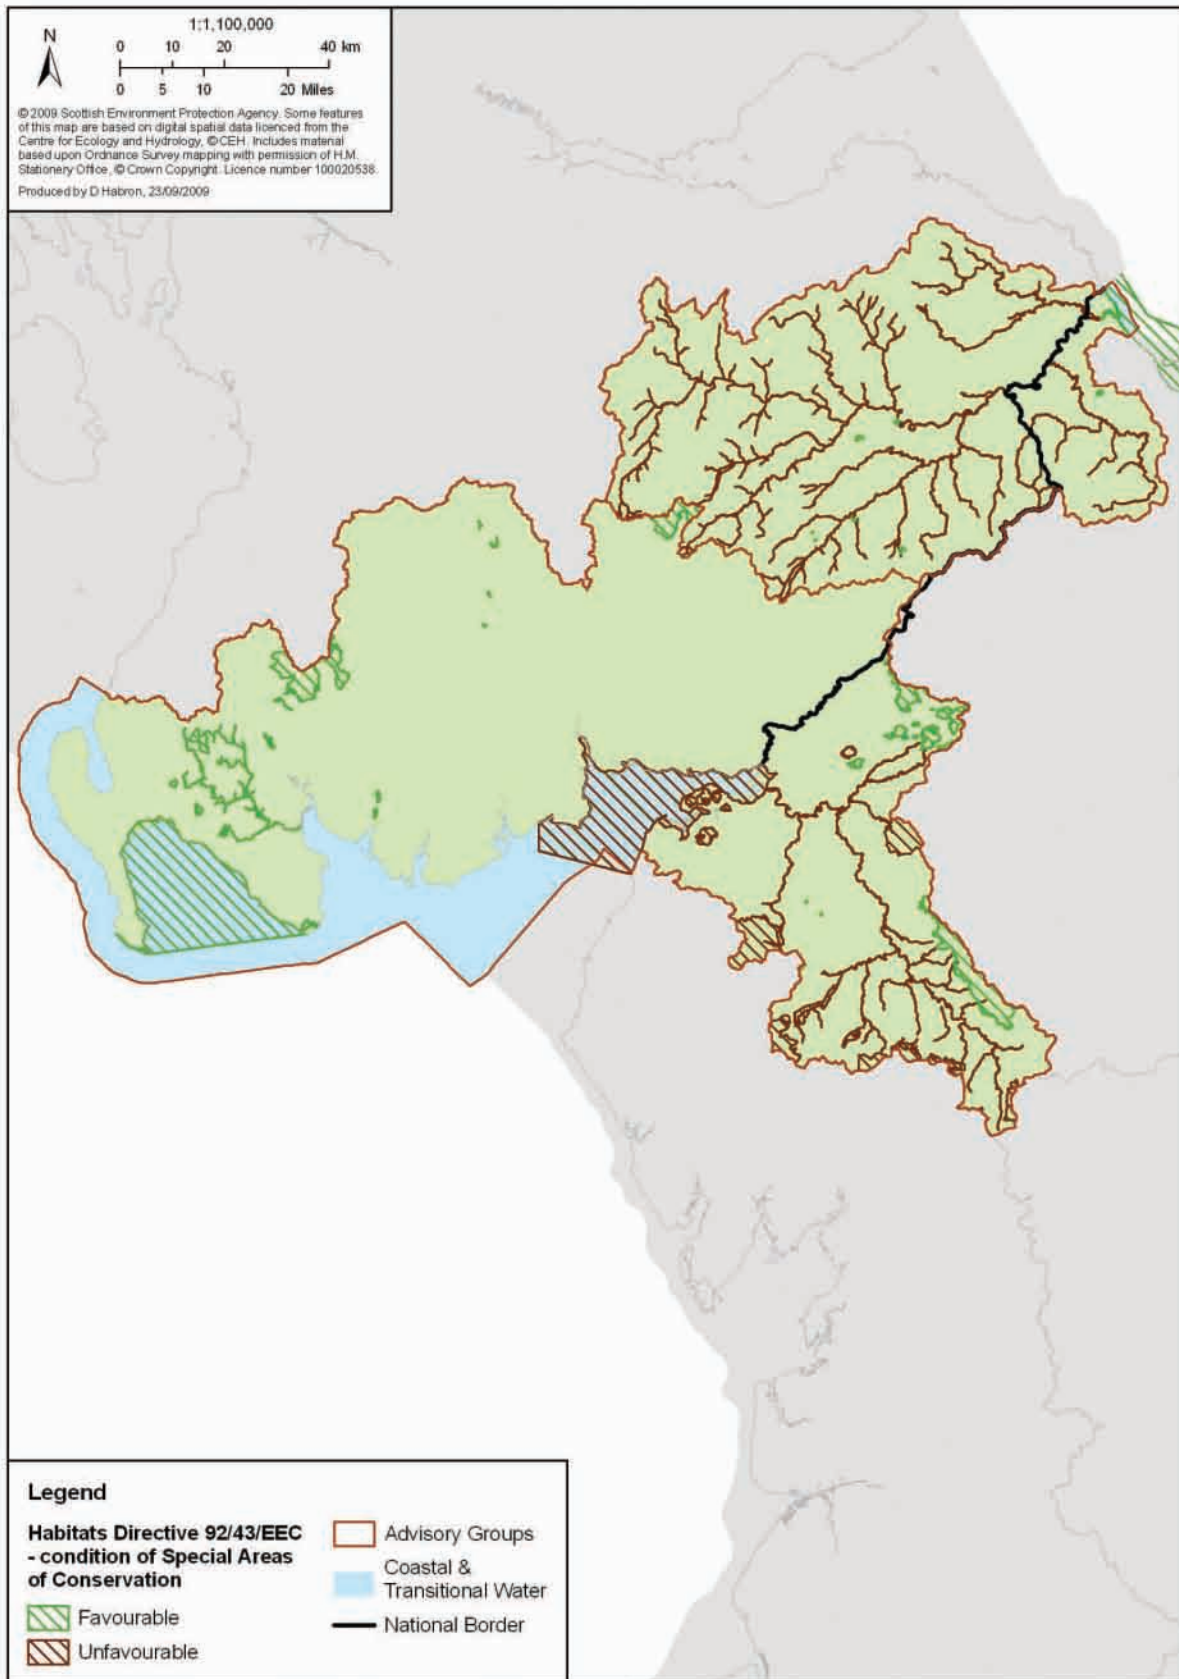 1:1,100,000
N
0 10 20 40 km
0 5 10 20 Miles
© 2009 Scottish Environment Protection Agency. Some features
of this map are based on digital spatial data licenced from the
Centre for Ecology and Hydrology, © CEH. Includes material
based upon Ordnance Survey mapping with permission of H.M.
Stationery Office, © Crown Copyright. Licence number 100020538.
Produced by D Habron, 23/09/2009
Legend
Habitats Directive 92/43/EEC
- condition of Special Areas
of Conservation
Favourable
Unfavourable
Advisory Groups
Coastal &
Transitional Water
National Border